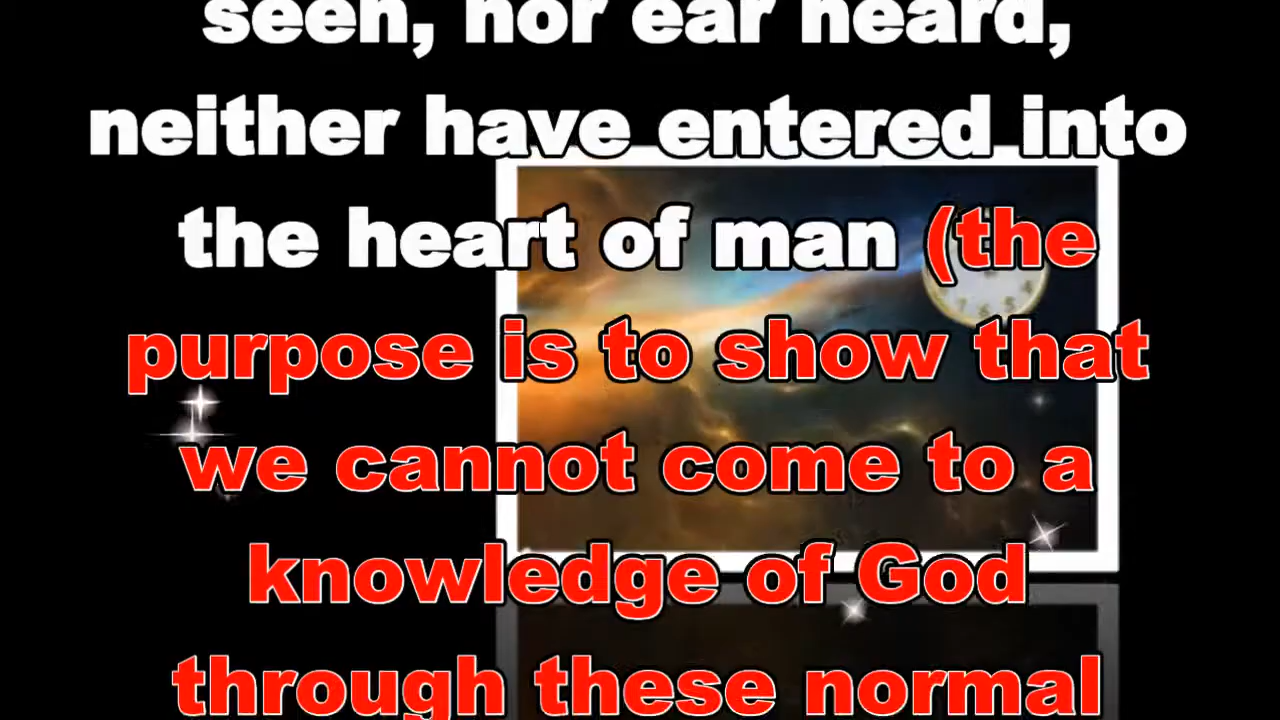 seen, nor ear heard,
neither have entered into
the heart of man (the
purpose is to show that
we cannot come to a
knowledge of God
through these normal